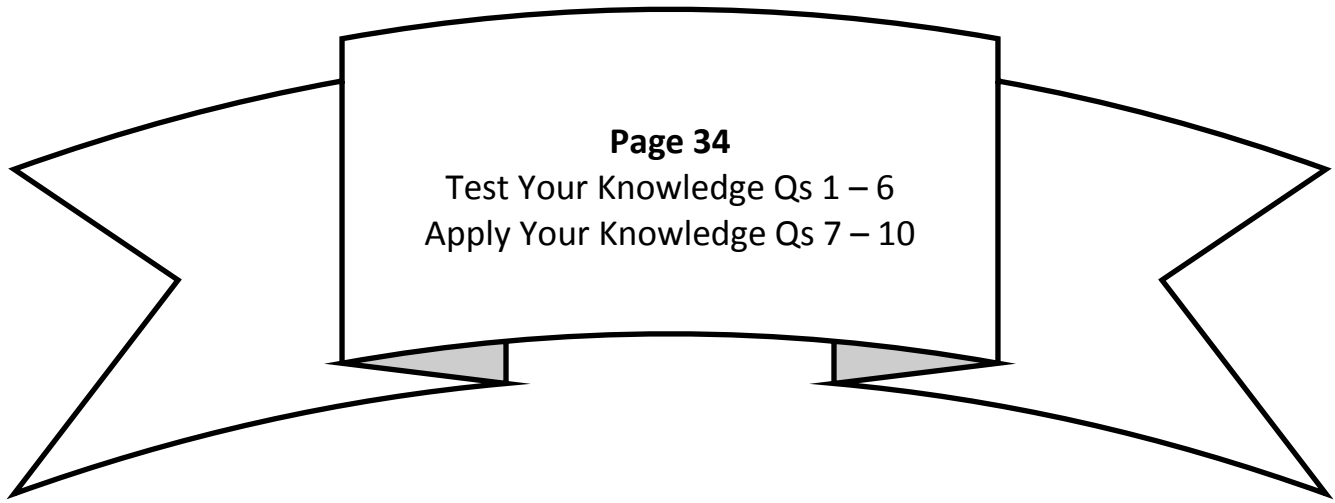 Page 34
Test Your Knowledge Qs 1 – 6
Apply Your Knowledge Qs 7 – 10